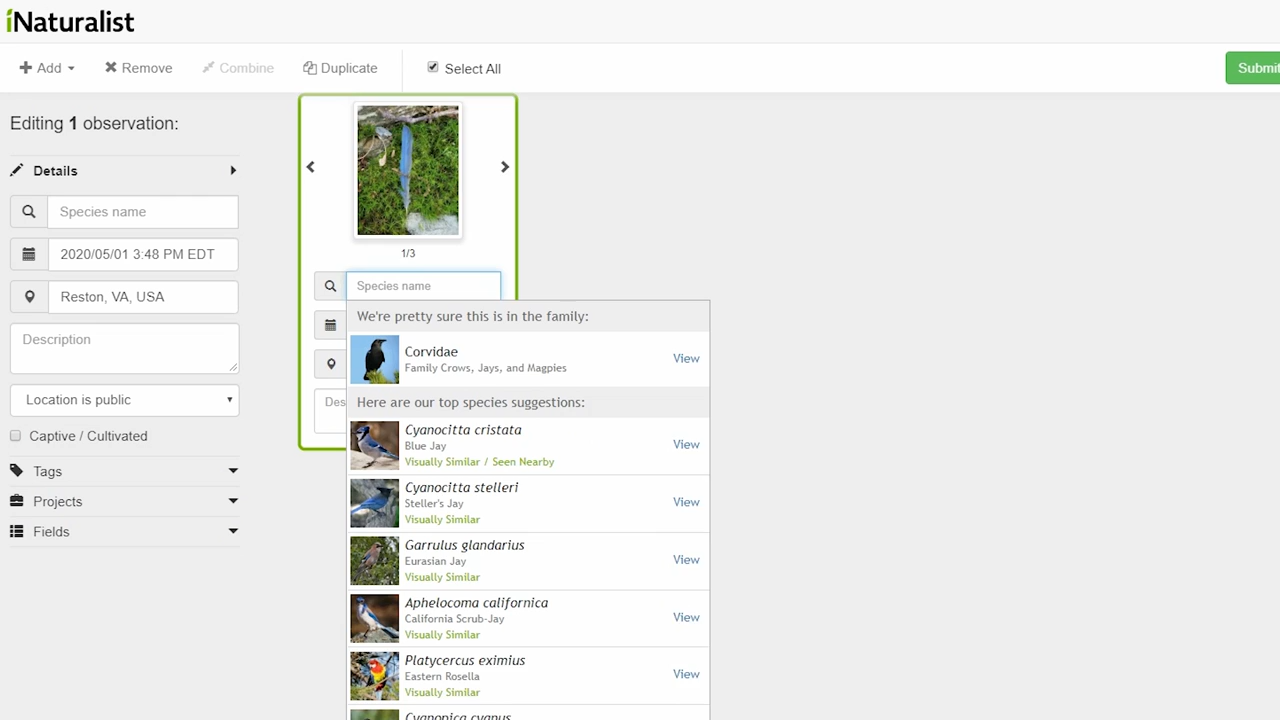 iNaturalist
Add Remove Combine Duplicate Select All
Submit
Editing 1 observation:
Details
Species name
2020/05/01 3:48 PM EDT
Reston, VA, USA
Description
Location is public
Captive / Cultivated
Tags
Projects
Fields
1/3
Species name
Des
We're pretty sure this is in the family:
Corvidae
Family Crows, Jays, and Magpies
View
Here are our top species suggestions:
Cyanocitta cristata
Blue Jay
Visually Similar / Seen Nearby
View
Cyanocitta stelleri
Steller's Jay
Visually Similar
View
Garrulus glandarius
Eurasian Jay
Visually Similar
View
Aphelocoma californica
California Scrub-Jay
Visually Similar
View
Platycercus eximius
Eastern Rosella
Visually Similar
View
Cyanopica cyanus